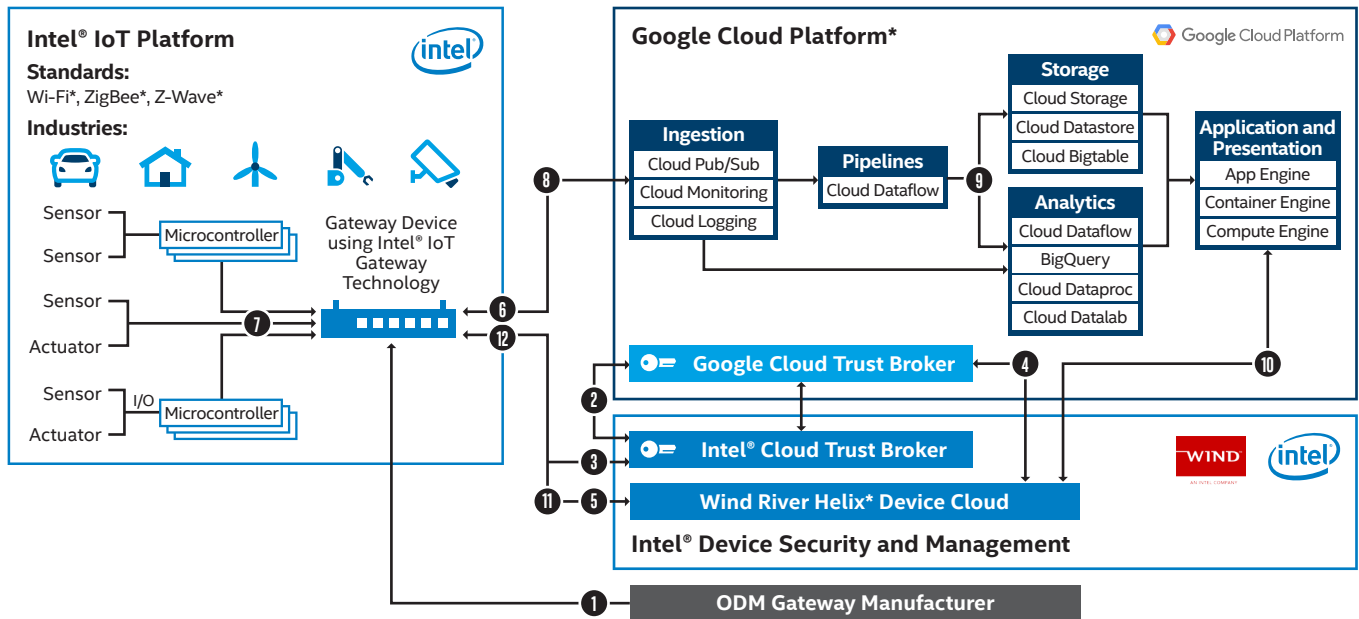 Intel® IoT Platform
intel
Standards:
Wi-Fi*, ZigBee*, Z-Wave*
Industries:
Sensor
Sensor
Microcontroller
Sensor
Actuator
7
Sensor
Actuator
I/O
Microcontroller
Gateway Device
using Intel® IoT
Gateway
Technology
6
12
8
2
3
11
5
1
Google Cloud Platform*
Google Cloud Platform
Ingestion
Cloud Pub/Sub
Cloud Monitoring
Cloud Logging
Pipelines
Cloud Dataflow
9
Storage
Cloud Storage
Cloud Datastore
Cloud Bigtable
Analytics
Cloud Dataflow
BigQuery
Cloud Dataproc
Cloud Datalab
Application and
Presentation
App Engine
Container Engine
Compute Engine
Google Cloud Trust Broker
4
10
Intel® Cloud Trust Broker
Wind River Helix* Device Cloud
Intel® Device Security and Management
WIND
AN INTEL COMPANY
intel
ODM Gateway Manufacturer